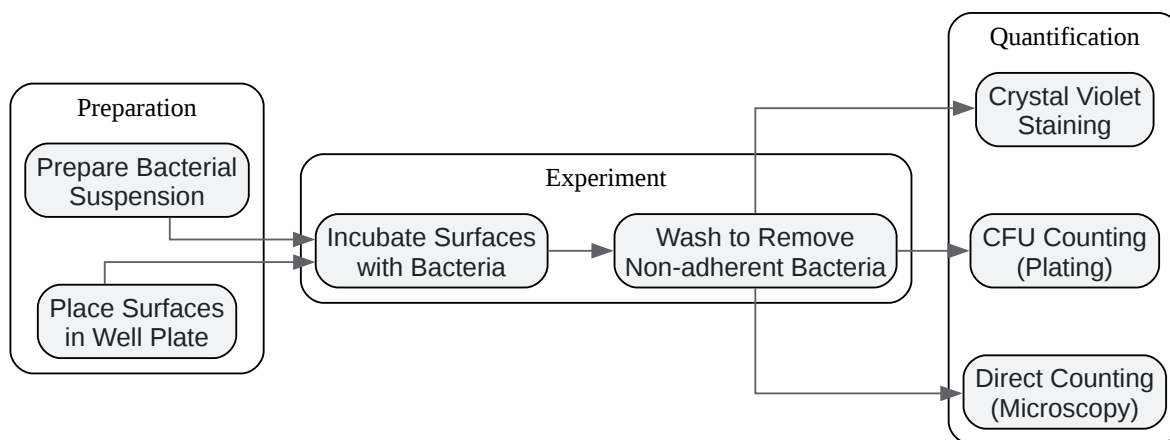 Preparation
Prepare Bacterial
Suspension
Place Surfaces
in Well Plate
Experiment
Incubate Surfaces
with Bacteria
Wash to Remove
Non-adherent Bacteria
Quantification
Crystal Violet
Staining
CFU Counting
(Plating)
Direct Counting
(Microscopy)